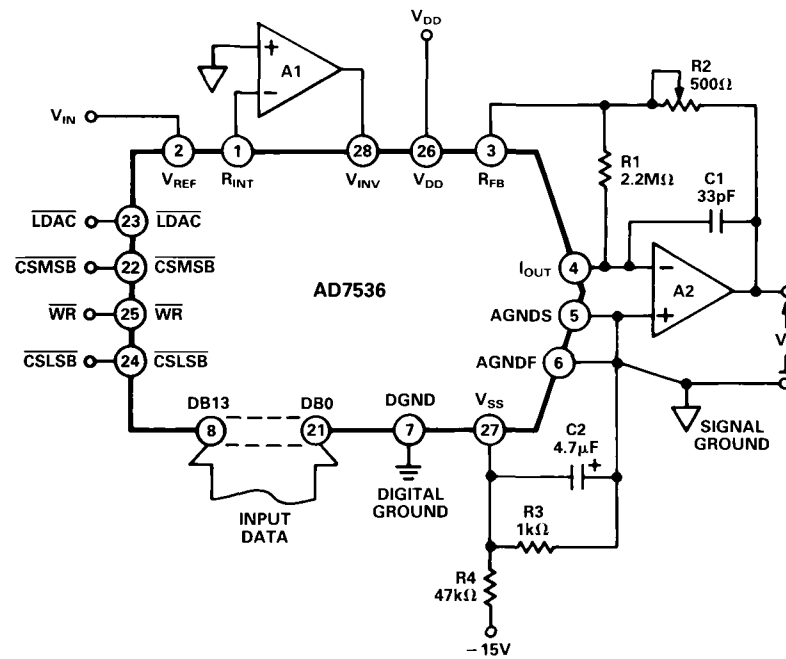 VDD
A1
+
−
R2
500Ω
VIN
2
1
28
26
3
VREF
RINT
VINV
VDD
RFB
R1
2.2MΩ
C1
33pF
LDAC
23
LDAC
CSMSB
22
CSMSB
WR
25
WR
CSLSB
24
CSLSB
AD7536
IOUT
4
−
A2
+
AGNDS
5
AGNDF
6
V
DB13
DB0
DGND
VSS
8
21
7
27
SIGNAL
GROUND
C2
4.7μF
+
DIGITAL
GROUND
INPUT
DATA
R3
1kΩ
R4
47kΩ
−15V